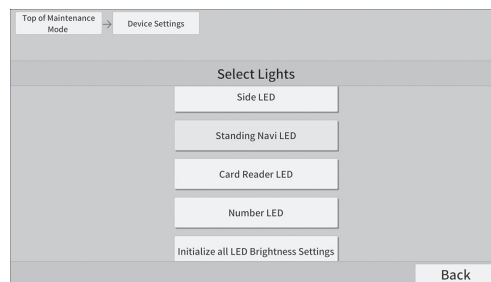 Top of Maintenance
Mode
→
Device Settings
Select Lights
Side LED
Standing Navi LED
Card Reader LED
Number LED
Initialize all LED Brightness Settings
Back